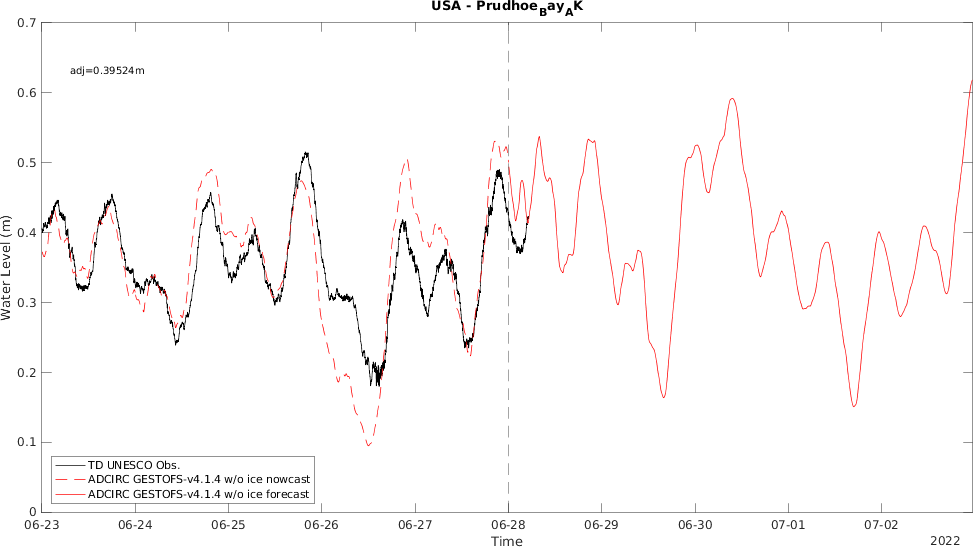 USA - Prudhoe_Bay_AK
0.7
adj=0.39524m
0.6
0.5
0.4
Water Level (m)
0.3
0.2
0.1
TD UNESCO Obs.
ADCIRC GESTOFS-v4.1.4 w/o ice nowcast
ADCIRC GESTOFS-v4.1.4 w/o ice forecast
0
06-23 06-24 06-25 06-26 06-27 06-28 06-29 06-30 07-01 07-02
Time
2022